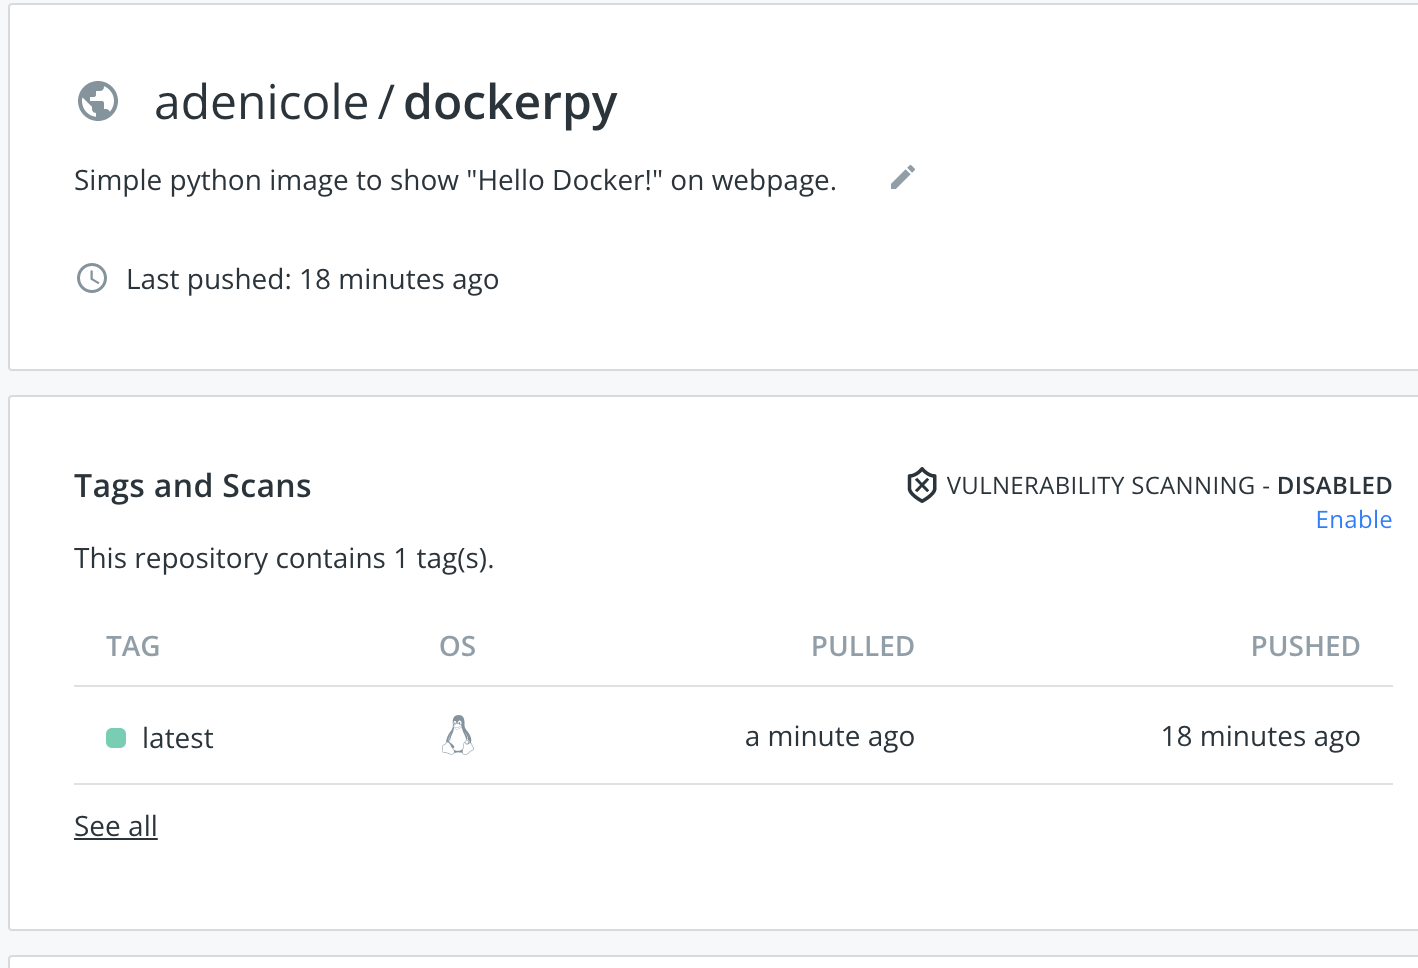 adenicole / dockerpy
Simple python image to show "Hello Docker!" on webpage.
Last pushed: 18 minutes ago
Tags and Scans
VULNERABILITY SCANNING - DISABLED
Enable
This repository contains 1 tag(s).
TAG OS PULLED PUSHED
latest a minute ago 18 minutes ago
See all